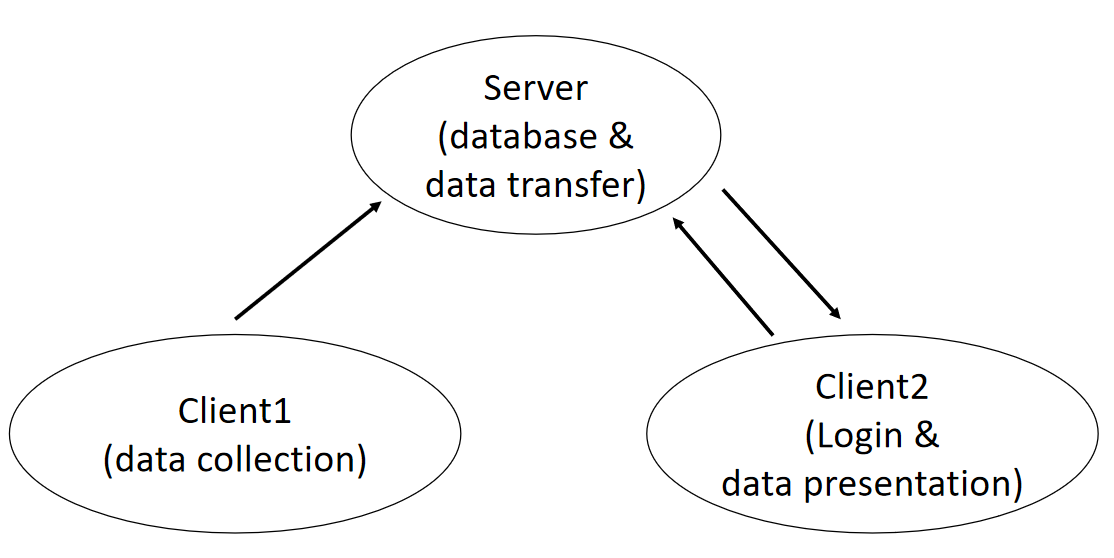 Server
(database &
data transfer)
Client1
(data collection)
Client2
(Login &
data presentation)